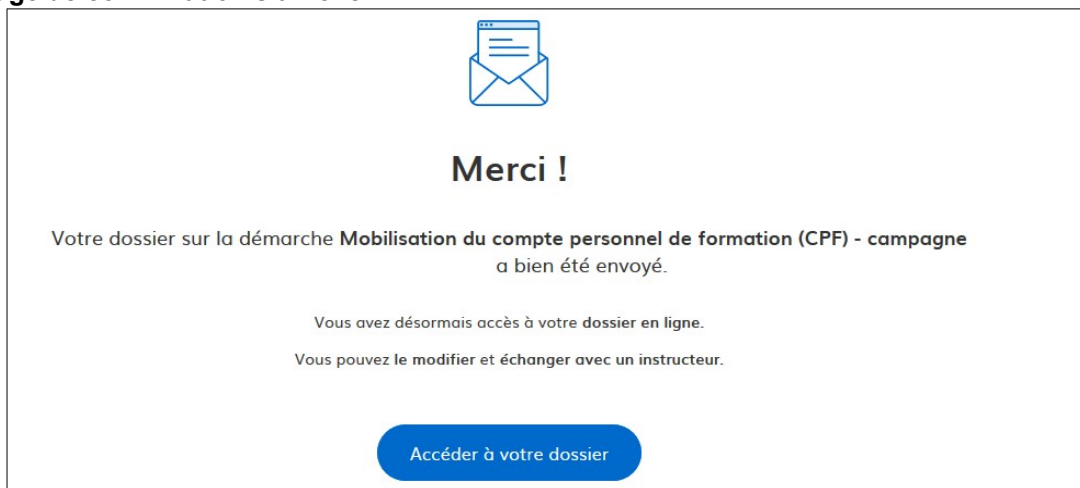 Merci !
Votre dossier sur la démarche Mobilisation du compte personnel de formation (CPF) - campagne
a bien été envoyé.
Vous avez désormais accès à votre dossier en ligne.
Vous pouvez le modifier et échanger avec un instructeur.
Accéder à votre dossier